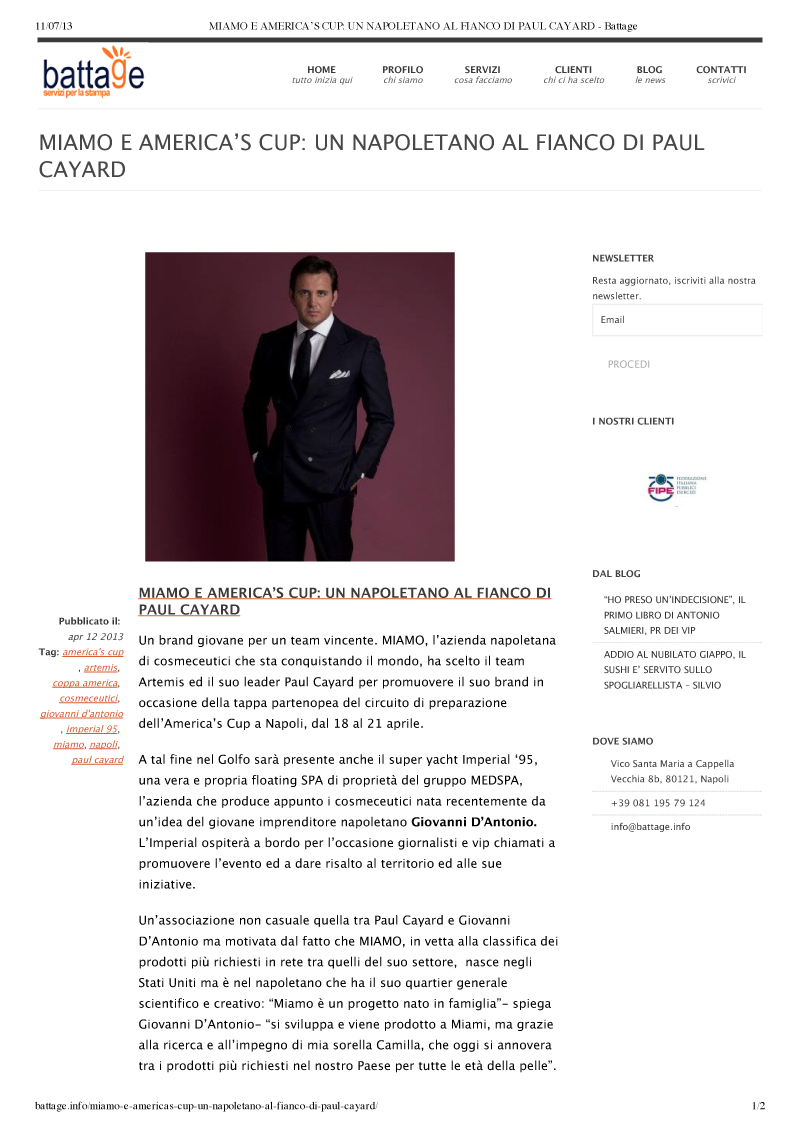 11/07/13 MIAMO E AMERICA'S CUP: UN NAPOLETANO AL FIANCO DI PAUL CAYARD - Battage
battage
servizi per la stampa
HOME PROFILO SERVIZI CLIENTI BLOG CONTATTI
tutto inizia qui chi siamo cosa facciamo chi ci ha scelto le news scrivici
MIAMO E AMERICA'S CUP: UN NAPOLETANO AL FIANCO DI PAUL
CAYARD
Pubblicato il:
apr 12 2013
Tag: america's cup
, artemis,
coppa america,
cosmeceutici,
giovanni d'antonio
, imperial 95,
miamo, napoli,
paul cayard
MIAMO E AMERICA'S CUP: UN NAPOLETANO AL FIANCO DI
PAUL CAYARD
Un brand giovane per un team vincente. MIAMO, l'azienda napoletana
di cosmeceutici che sta conquistando il mondo, ha scelto il team
Artemis ed il suo leader Paul Cayard per promuovere il suo brand in
occasione della tappa partenopea del circuito di preparazione
dell'America's Cup a Napoli, dal 18 al 21 aprile.
A tal fine nel Golfo sarà presente anche il super yacht Imperial '95,
una vera e propria floating SPA di proprietà del gruppo MEDSPA,
l'azienda che produce appunto i cosmeceutici nata recentemente da
un'idea del giovane imprenditore napoletano Giovanni D'Antonio.
L'Imperial ospiterà a bordo per l'occasione giornalisti e vip chiamati a
promuovere l'evento ed a dare risalto al territorio ed alle sue
iniziative.
Un'associazione non casuale quella tra Paul Cayard e Giovanni
D'Antonio ma motivata dal fatto che MIAMO, in vetta alla classifica dei
prodotti più richiesti in rete tra quelli del suo settore, nasce negli
Stati Uniti ma è nel napoletano che ha il suo quartier generale
scientifico e creativo: "Miamo è un progetto nato in famiglia"- spiega
Giovanni D'Antonio- "si sviluppa e viene prodotto a Miami, ma grazie
alla ricerca e all'impegno di mia sorella Camilla, che oggi si annovera
tra i prodotti più richiesti nel nostro Paese per tutte le età della pelle".
NEWSLETTER
Resta aggiornato, iscriviti alla nostra
newsletter.
Email
PROCEDI
I NOSTRI CLIENTI
FIPE
FEDERAZIONE
ITALIANA
PUBBLICI
ESERCIZI
DAL BLOG
"HO PRESO UN'INDECISIONE", IL
PRIMO LIBRO DI ANTONIO
SALMIERI, PR DEI VIP
ADDIO AL NUBILATO GIAPPO, IL
SUSHI E' SERVITO SULLO
SPOGLIARELLISTA – SILVIO
DOVE SIAMO
Vico Santa Maria a Cappella
Vecchia 8b, 80121, Napoli
+39 081 195 79 124
info@battage.info
battage.info/miamo-e-americas-cup-un-napoletano-al-fianco-di-paul-cayard/ 1/2